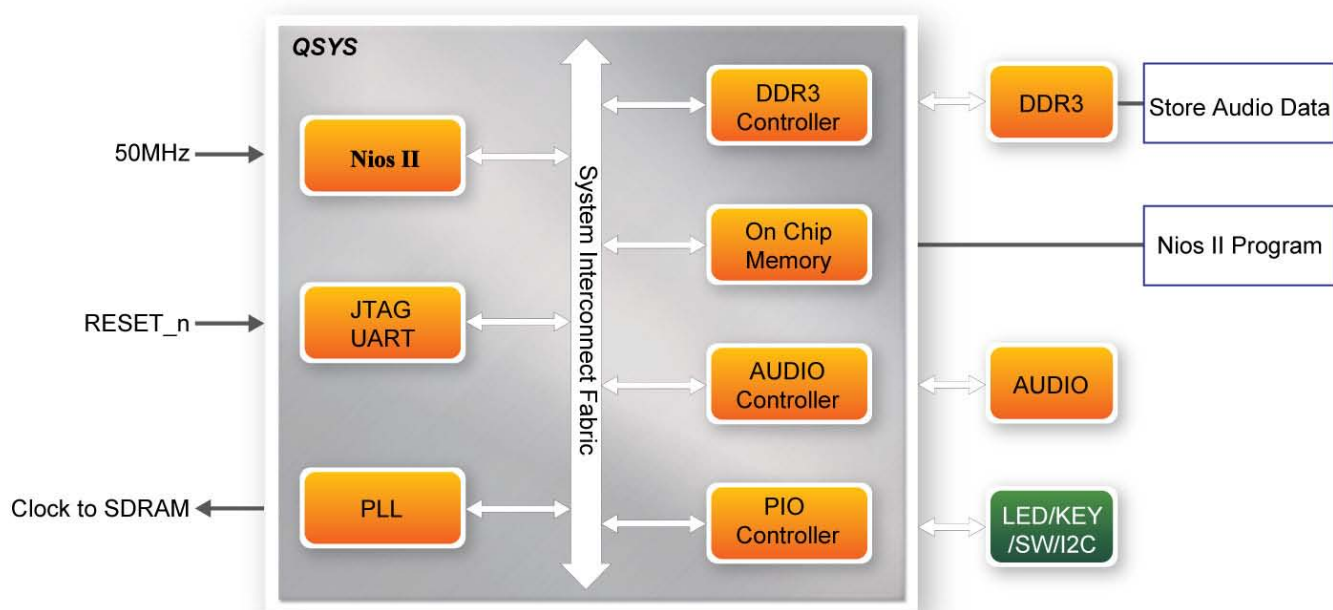 QSYS
50MHz
RESET_n
Clock to SDRAM
Nios II
JTAG
UART
PLL
System Interconnect Fabric
DDR3
Controller
On Chip
Memory
AUDIO
Controller
PIO
Controller
DDR3
Store Audio Data
Nios II Program
AUDIO
LED/KEY
/SW/I2C